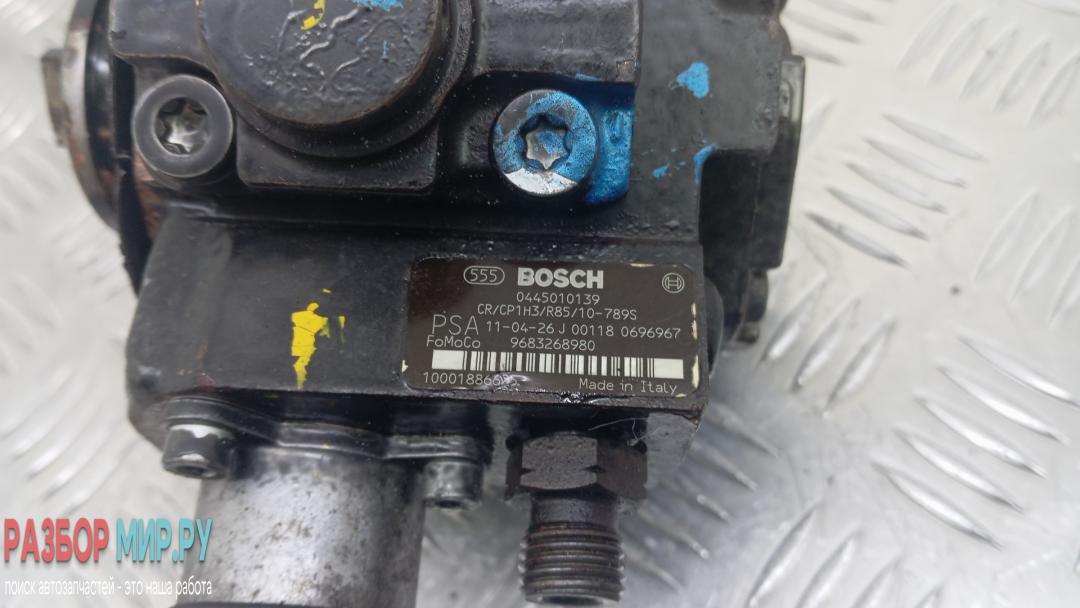 555 BOSCH
0445010139
CR/CP1H3/R85/10-789S
PSA 11-04-26 J 00118 0696967
FoMoCo 9683268980
Made in Italy
РАЗБОР МИР.РУ
поиск автозапчастей - это наша работа